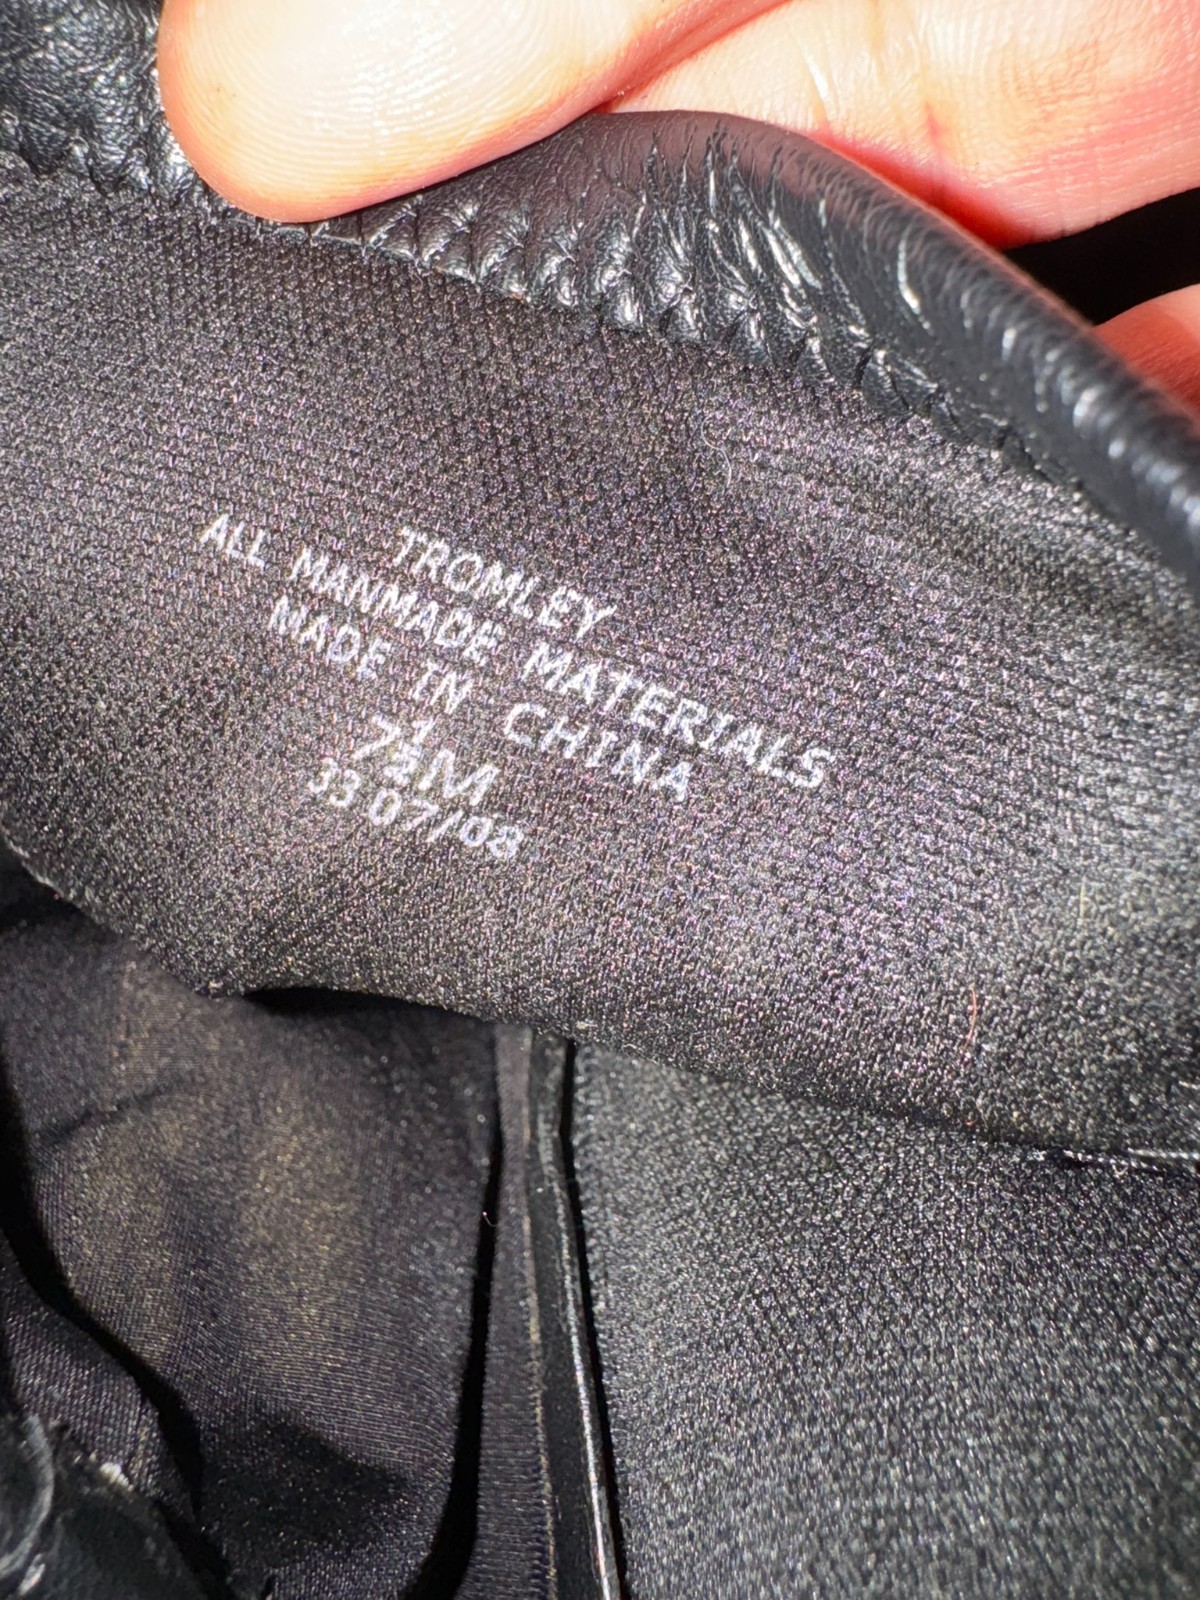 TROMLEY
ALL MANMADE MATERIALS
MADE IN CHINA
7½M
33 07/08